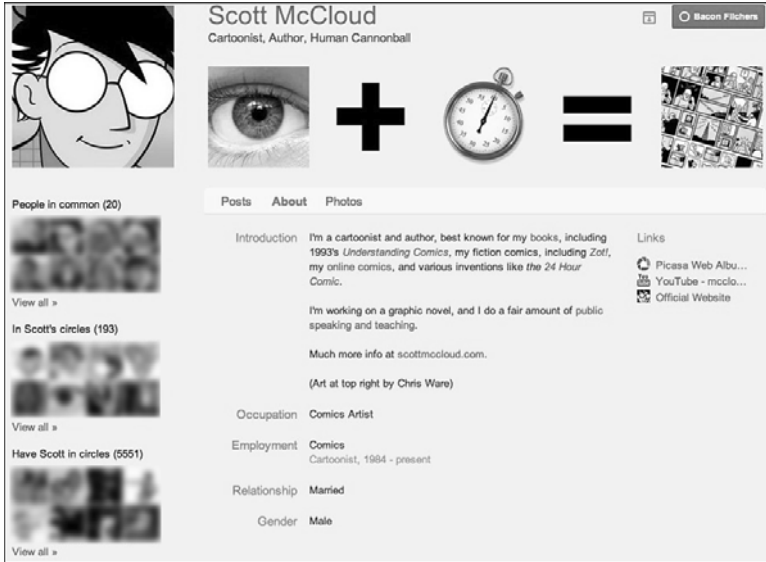 Scott McCloud
Cartoonist, Author, Human Cannonball
Bacon Filchers
People in common (20)
View all »
In Scott's circles (193)
View all »
Have Scott in circles (5551)
View all »
Posts About Photos
Introduction I'm a cartoonist and author, best known for my books, including
1993's Understanding Comics, my fiction comics, including Zot!,
my online comics, and various inventions like the 24 Hour
Comic.
I'm working on a graphic novel, and I do a fair amount of public
speaking and teaching.
Much more info at scottmccloud.com.
(Art at top right by Chris Ware)
Occupation Comics Artist
Employment Comics
Cartoonist, 1984 - present
Relationship Married
Gender Male
Links
Picasa Web Albu...
YouTube - mcclo...
Official Website